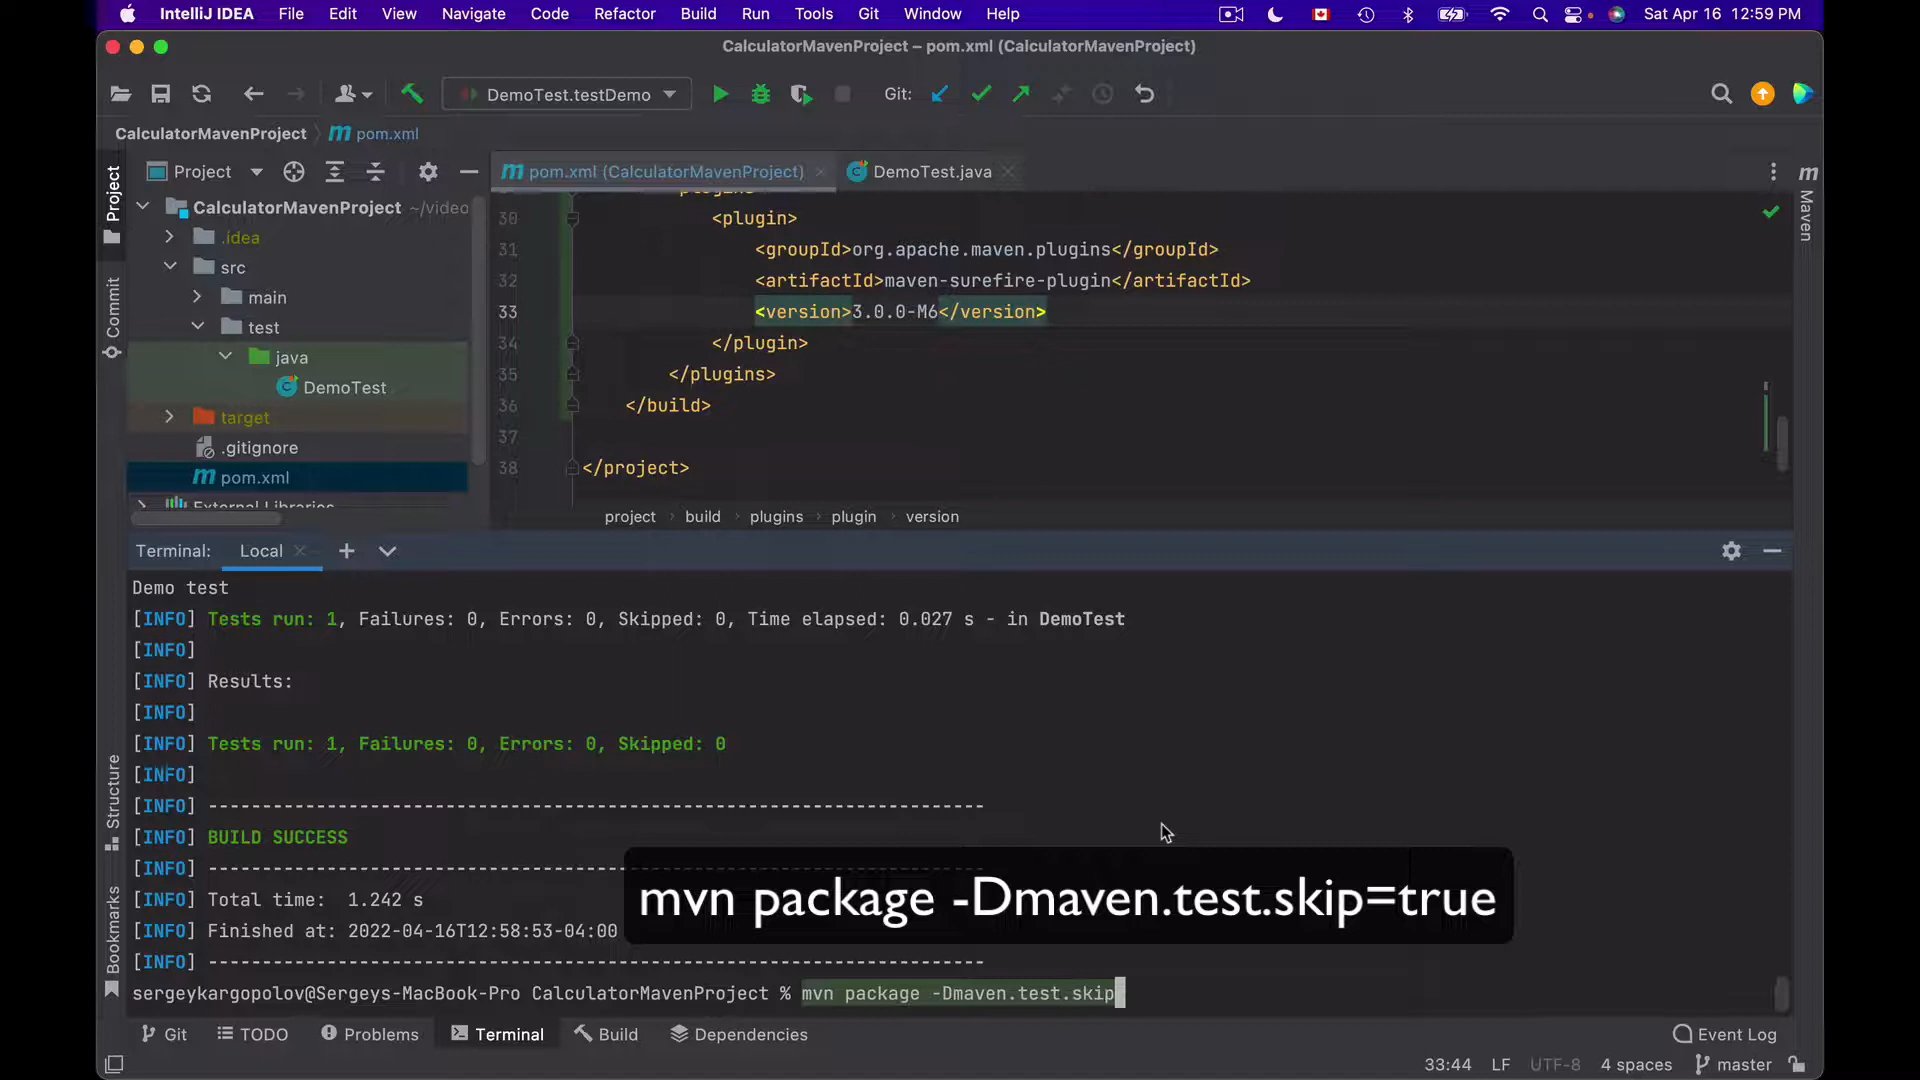 IntelliJ IDEA File Edit View Navigate Code Refactor Build Run Tools Git Window Help Sat Apr 16 12:59 PM
CalculatorMavenProject – pom.xml (CalculatorMavenProject)
DemoTest.testDemo Git:
CalculatorMavenProject pom.xml
Project
pom.xml (CalculatorMavenProject) DemoTest.java
Project
Commit
Structure
Bookmarks
Maven
CalculatorMavenProject ~/video
.idea
src
main
test
java
DemoTest
target
.gitignore
pom.xml
External Libraries
30 <plugin>
31 <groupId>org.apache.maven.plugins</groupId>
32 <artifactId>maven-surefire-plugin</artifactId>
33 <version>3.0.0-M6</version>
34 </plugin>
35 </plugins>
36 </build>
37
38 </project>
project build plugins plugin version
Terminal: Local
Demo test
[INFO] Tests run: 1, Failures: 0, Errors: 0, Skipped: 0, Time elapsed: 0.027 s - in DemoTest
[INFO]
[INFO] Results:
[INFO]
[INFO] Tests run: 1, Failures: 0, Errors: 0, Skipped: 0
[INFO]
[INFO] ------------------------------------------------------------------------
[INFO] BUILD SUCCESS
[INFO] ------------------------------------------------------------------------
[INFO] Total time:  1.242 s
[INFO] Finished at: 2022-04-16T12:58:53-04:00
[INFO] ------------------------------------------------------------------------
mvn package -Dmaven.test.skip=true
sergeykargopolov@Sergeys-MacBook-Pro CalculatorMavenProject % mvn package -Dmaven.test.skip
Git TODO Problems Terminal Build Dependencies Event Log
33:44 LF UTF-8 4 spaces master